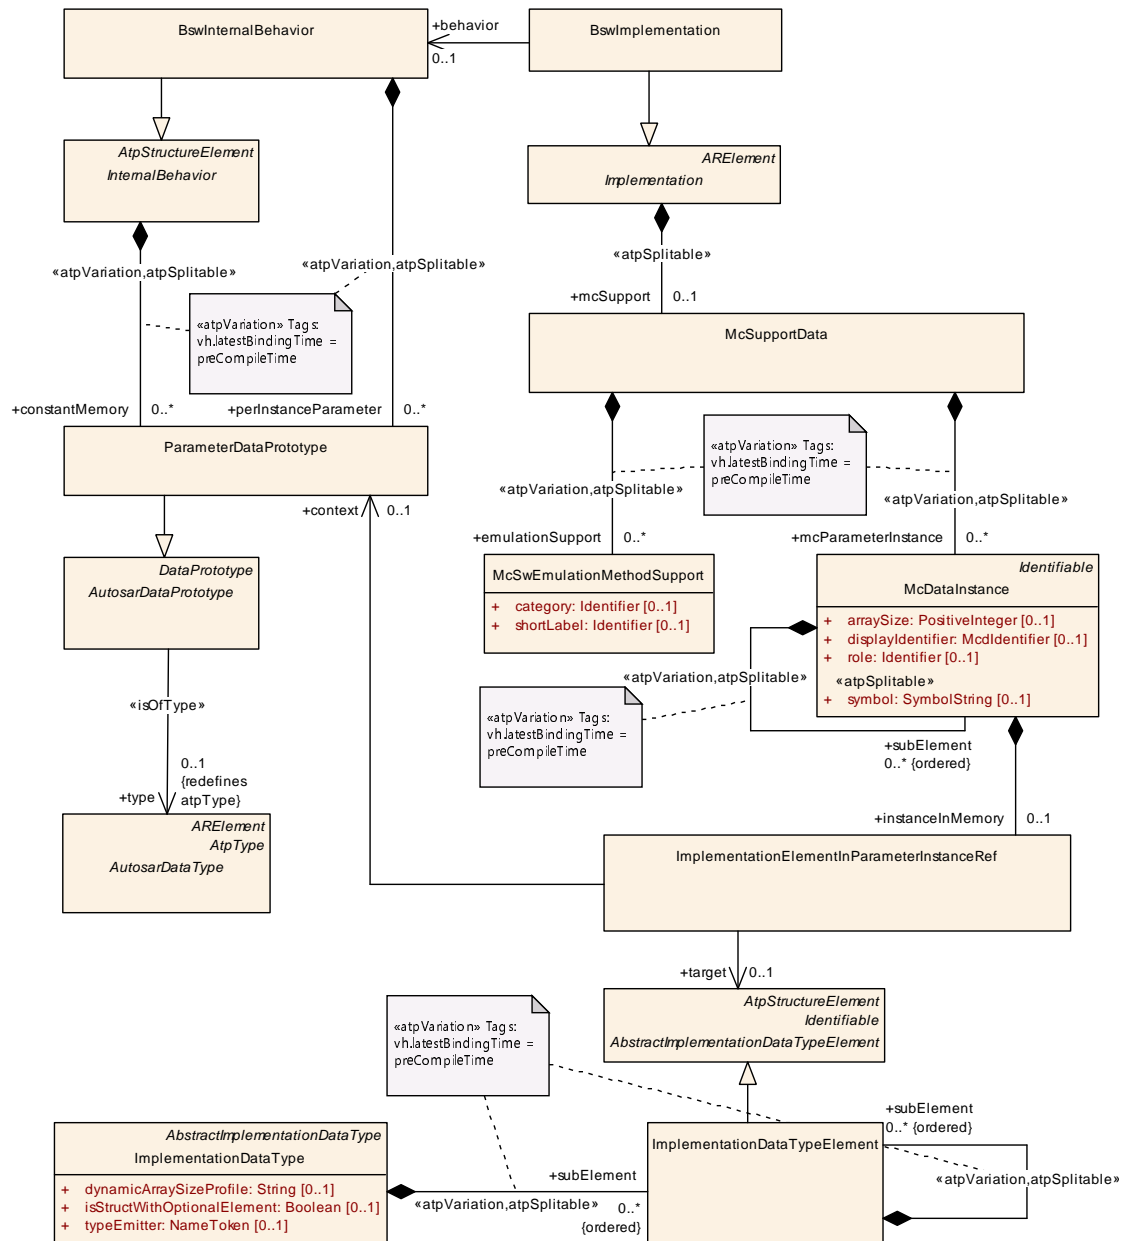 BswInternalBehavior
+behavior
0..1
BswImplementation
AtpStructureElement
InternalBehavior
ARElement
Implementation
«atpVariation,atpSplitable»
«atpVariation,atpSplitable»
«atpSplitable»
+mcSupport 0..1
«atpVariation» Tags:
vh.latestBindingTime =
preCompileTime
McSupportData
+constantMemory 0..*
+perInstanceParameter 0..*
ParameterDataPrototype
«atpVariation» Tags:
vh.latestBindingTime =
preCompileTime
«atpVariation,atpSplitable»
«atpVariation,atpSplitable»
+context 0..1
+emulationSupport 0..*
+mcParameterInstance 0..*
DataPrototype
AutosarDataPrototype
McSwEmulationMethodSupport
+ category: Identifier [0..1]
+ shortLabel: Identifier [0..1]
Identifiable
McDataInstance
+ arraySize: PositiveInteger [0..1]
+ displayIdentifier: McdIdentifier [0..1]
+ role: Identifier [0..1]
«atpSplitable»
+ symbol: SymbolString [0..1]
«atpVariation,atpSplitable»
«isOfType»
«atpVariation» Tags:
vh.latestBindingTime =
preCompileTime
+subElement
0..* {ordered}
0..1
{redefines
atpType}
+type
+instanceInMemory 0..1
ARElement
AtpType
AutosarDataType
ImplementationElementInParameterInstanceRef
+target 0..1
AtpStructureElement
Identifiable
AbstractImplementationDataTypeElement
«atpVariation» Tags:
vh.latestBindingTime =
preCompileTime
+subElement
0..* {ordered}
AbstractImplementationDataType
ImplementationDataType
+ dynamicArraySizeProfile: String [0..1]
+ isStructWithOptionalElement: Boolean [0..1]
+ typeEmitter: NameToken [0..1]
+subElement
«atpVariation,atpSplitable» 0..*
{ordered}
ImplementationDataTypeElement
«atpVariation,atpSplitable»